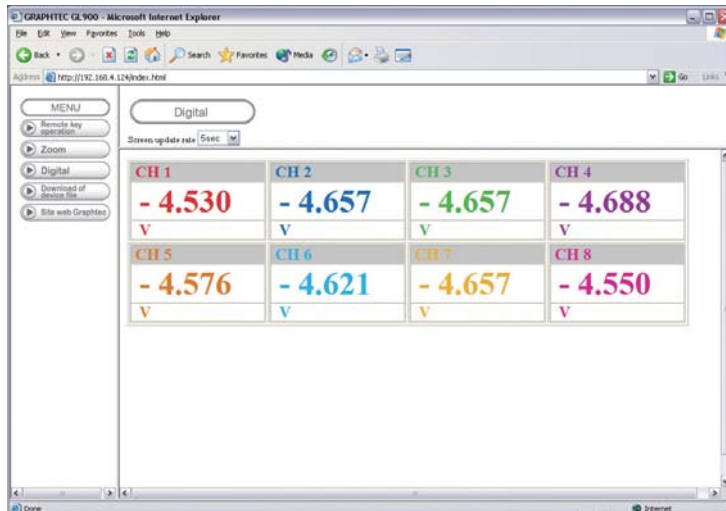 GRAPHTEC GL900 - Microsoft Internet Explorer
File Edit View Favorites Tools Help
Back Search Favorites Media
Address http://192.168.4.124/index.html Go Links
MENU
Remote key operation
Zoom
Digital
Download of device file
Site web Graphtec
Digital
Screen update rate 5sec
CH 1 CH 2 CH 3 CH 4
- 4.530 - 4.657 - 4.657 - 4.688
V V V V
CH 5 CH 6 CH 7 CH 8
- 4.576 - 4.621 - 4.657 - 4.550
V V V V
Done Internet